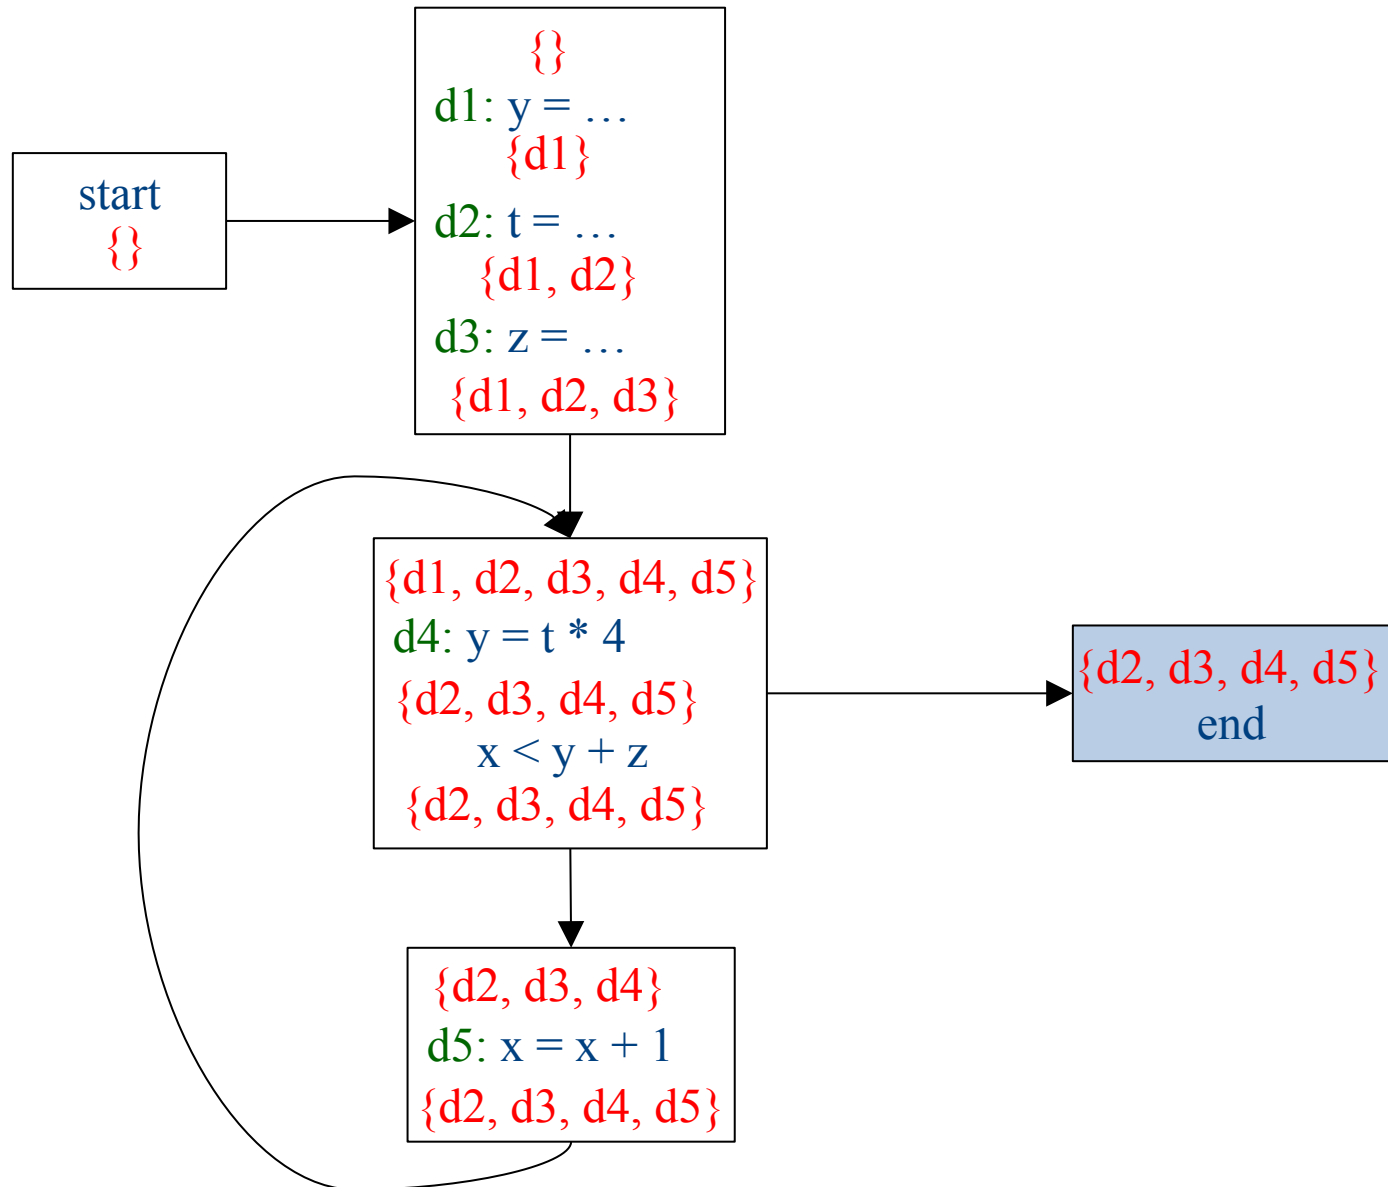 start
{}
{}
d1: y = …
{d1}
d2: t = …
{d1, d2}
d3: z = …
{d1, d2, d3}
{d1, d2, d3, d4, d5}
d4: y = t * 4
{d2, d3, d4, d5}
x < y + z
{d2, d3, d4, d5}
{d2, d3, d4, d5}
end
{d2, d3, d4}
d5: x = x + 1
{d2, d3, d4, d5}